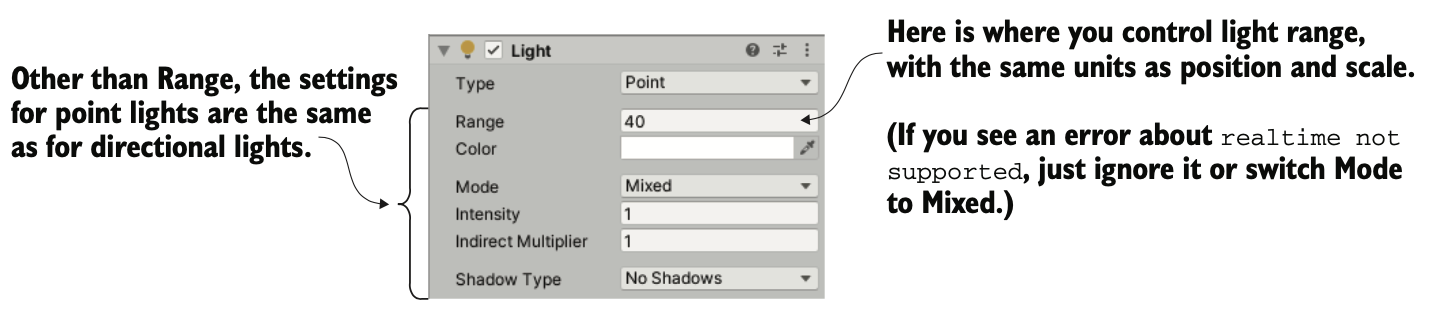 Other than Range, the settings
for point lights are the same
as for directional lights.
Light
Type
Point
Range
40
Color
Mode
Mixed
Intensity
1
Indirect Multiplier
1
Shadow Type
No Shadows
Here is where you control light range,
with the same units as position and scale.
(If you see an error about realtime not
supported, just ignore it or switch Mode
to Mixed.)